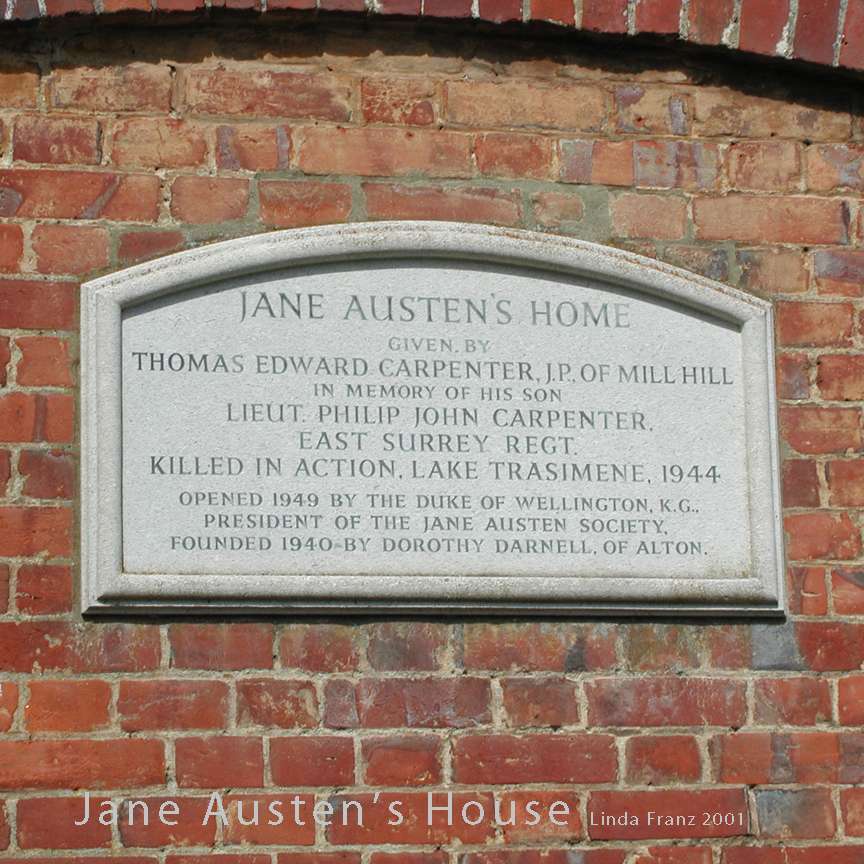 JANE AUSTEN'S HOME
GIVEN. BY
THOMAS EDWARD CARPENTER, J.P., OF MILL HILL
IN MEMORY OF HIS SON
LIEUT. PHILIP JOHN CARPENTER,
EAST SURREY REGT.
KILLED IN ACTION, LAKE TRASIMENE, 1944
OPENED 1949 BY THE DUKE OF WELLINGTON, K.G.,
PRESIDENT OF THE JANE AUSTEN SOCIETY,
FOUNDED 1940 BY DOROTHY DARNELL, OF ALTON.
Jane Austen's House Linda Franz 2001